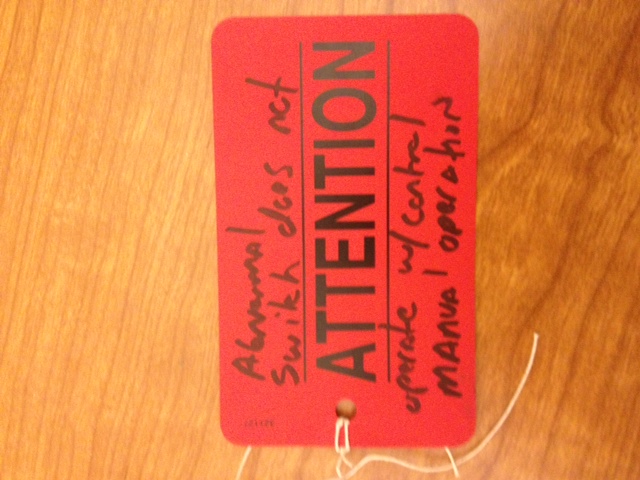 Abnormal
Switch does not
ATTENTION
operate w/control
MANUAl operation